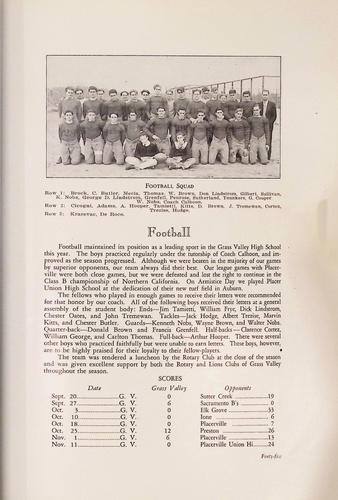 FOOTBALL SQUAD
Row 1: Brock, C. Butler, Nevis, Thomas, W. Brown, Don Lindstrom, Gilbert, Sullivan,
K. Nobs, George D. Lindstrom, Grenfell, Penrose, Sutherland, Younkers, G. Cooper
W. Nobs, Coach Calhoon.
Row 2: Cicogni, Adams, A. Hooper, Tamietti, Kitts, D. Brown, J. Tremewan, Cortez,
Trezise, Hodge.
Row 3: Krasevac, De Roco.
Football
Football maintained its position as a leading sport in the Grass Valley High School
this year. The boys practiced regularly under the tutorship of Coach Calhoon, and im-
proved as the season progressed. Although we were beaten in the majority of our games
by superior opponents, our team always did their best. Our league games with Placer-
ville were both close games, but we were defeated and lost the right to continue in the
Class B championship of Northern California. On Armistice Day we played Placer
Union High School at the dedication of their new turf field in Auburn.
The fellows who played in enough games to receive their letters were recommended
for that honor by our coach. All of the following boys received their letters at a general
assembly of the student body: Ends—Jim Tamietti, William Frye, Dick Lindstrom,
Chester Osorn, and John Tremewan. Tackles—Jack Hodge, Albert Trezise, Marvin
Kitts, and Chester Butler. Guards—Kenneth Nobs, Wayne Brown, and Walter Nobs.
Quarter-back—Donald Brown and Francis Grenfell. Half-backs—Clarence Cortez,
William George, and Carlton Thomas. Full-back—Arthur Hooper. There were several
other boys who practiced faithfully but were unable to earn letters. These boys, however,
are to be highly praised for their loyalty to their fellow-players.
The team was tendered a luncheon by the Rotary Club at the close of the season
and was given excellent support by both the Rotary and Lions Clubs of Grass Valley
throughout the season.
SCORES
Date Grass Valley Opponents
Sept. 20 G. V. 0 Sutter Creek 19
Sept. 27 G. V. 6 Sacramento B's 0
Oct. 3 G. V. 0 Elk Grove 33
Oct. 10 G. V. 0 Ione 6
Oct. 18 G. V. 0 Placerville 7
Oct. 25 G. V. 12 Preston 26
Nov. 1 G. V. 6 Placerville 13
Nov. 11 G. V. 0 Placerville Union Hi 24
Forty-five